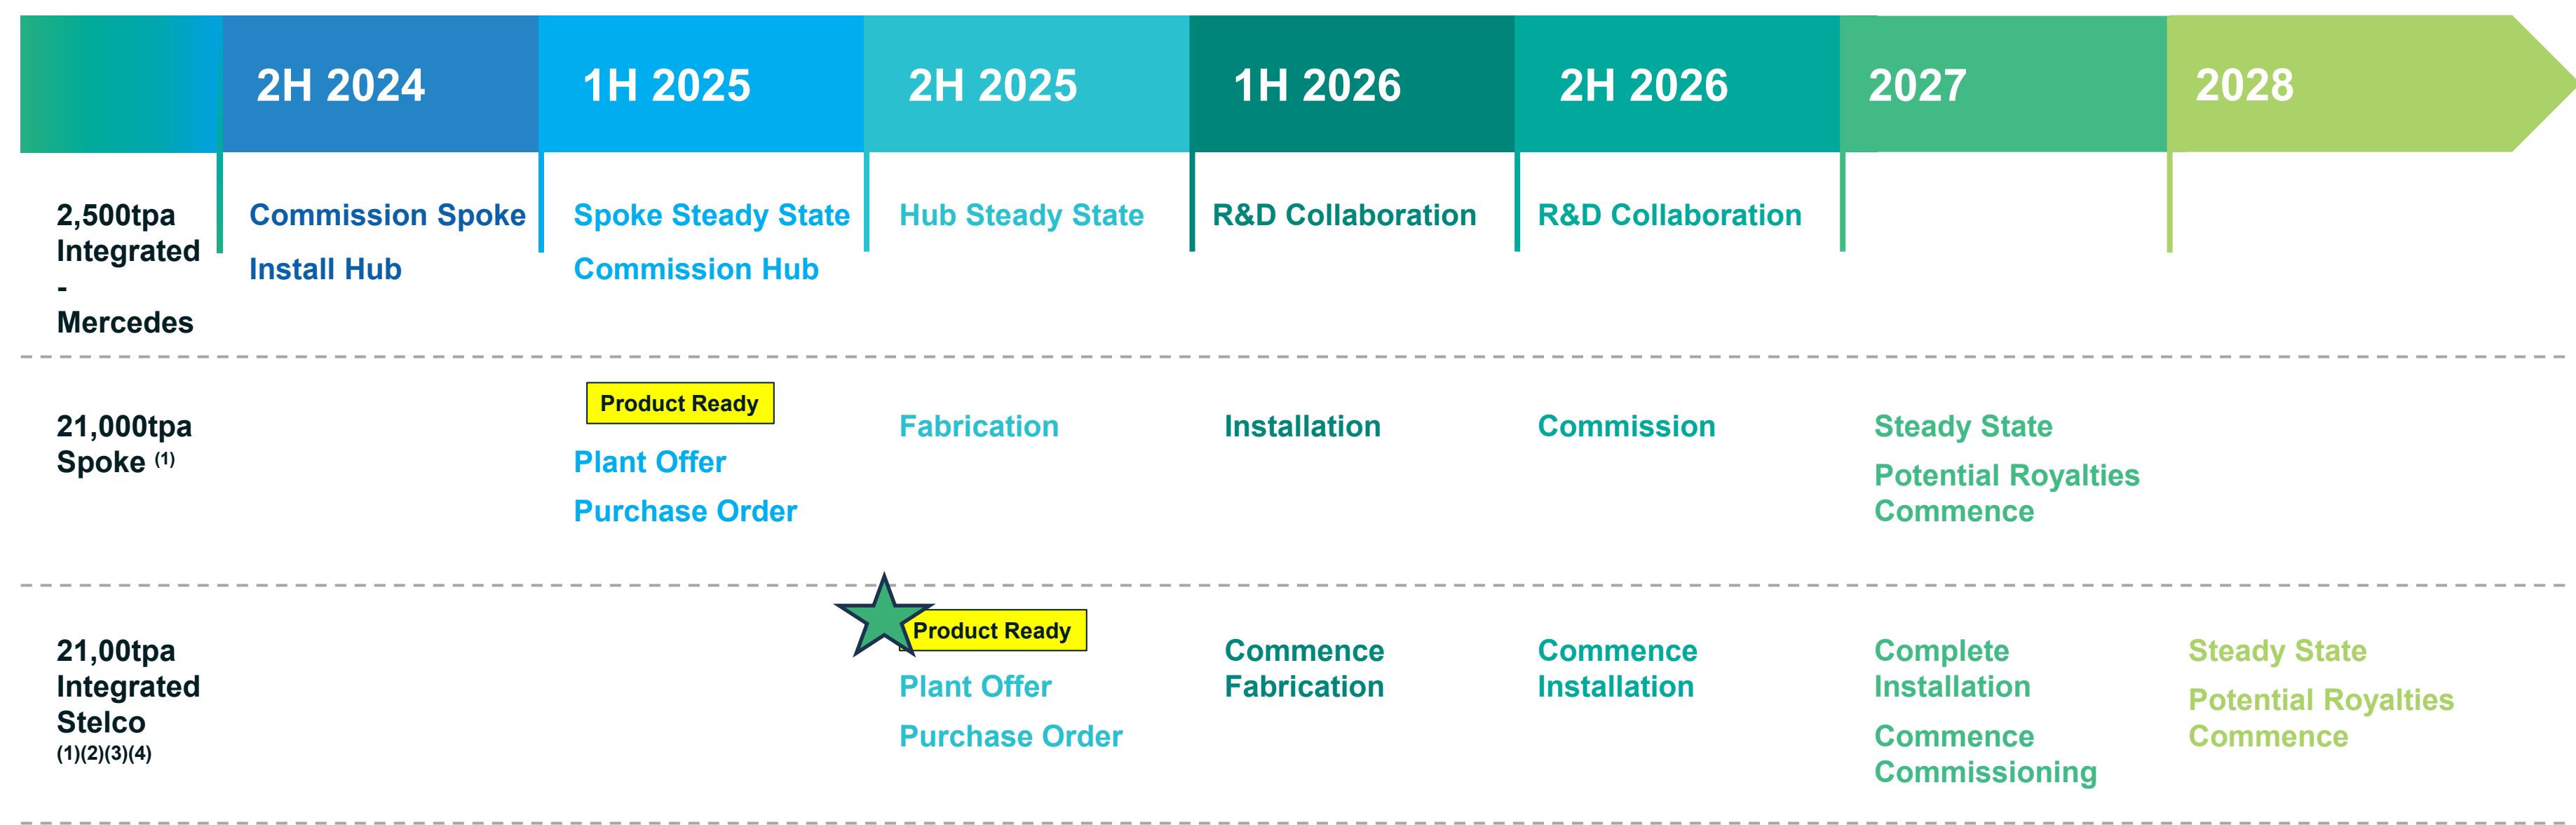 2H 2024
1H 2025
2H 2025
1H 2026
2H 2026
2027
2028
2,500tpa
Integrated
-
Mercedes
Commission Spoke
Install Hub
Spoke Steady State
Commission Hub
Hub Steady State
R&D Collaboration
R&D Collaboration
21,000tpa
Spoke (1)
Product Ready
Plant Offer
Purchase Order
Fabrication
Installation
Commission
Steady State
Potential Royalties
Commence
21,00tpa
Integrated
Stelco
(1)(2)(3)(4)
Product Ready
Plant Offer
Purchase Order
Commence
Fabrication
Commence
Installation
Complete
Installation
Commence
Commissioning
Steady State
Potential Royalties
Commence